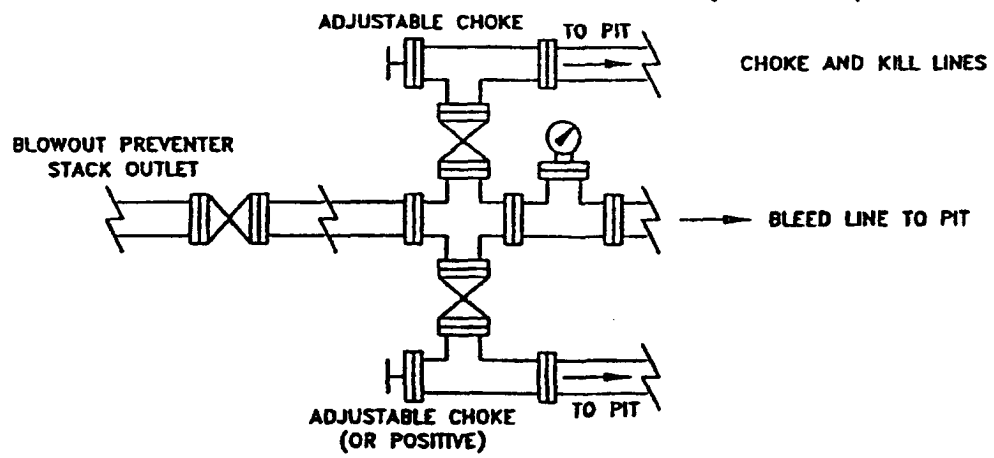 ADJUSTABLE CHOKE
TO PIT
CHOKE AND KILL LINES
BLOWOUT PREVENTER
STACK OUTLET
BLEED LINE TO PIT
ADJUSTABLE CHOKE
(OR POSITIVE)
TO PIT